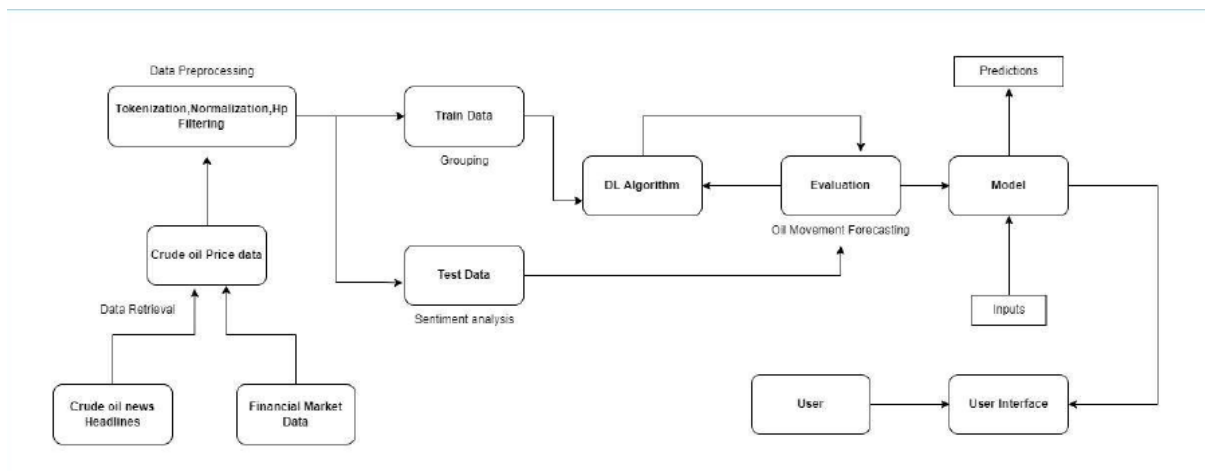 Data Preprocessing
Tokenization,Normalization,Hp
Filtering
Train Data
Grouping
Predictions
DL Algorithm
Evaluation
Model
Oil Movement Forecasting
Crude oil Price data
Data Retrieval
Test Data
Sentiment analysis
Inputs
Crude oil news
Headlines
Financial Market
Data
User
User Interface